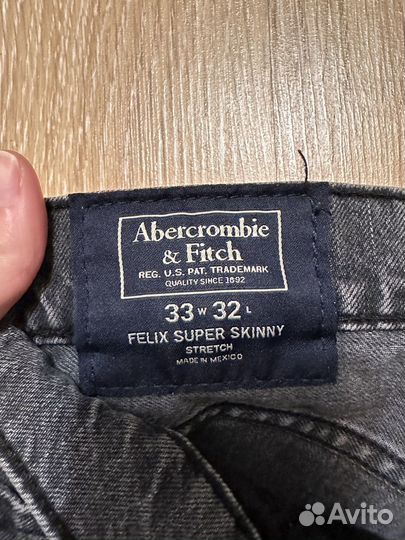 Abercrombie
& Fitch
REG. U.S. PAT. TRADEMARK
QUALITY SINCE 1892
33 W 32 L
FELIX SUPER SKINNY
STRETCH
MADE IN MEXICO
Avito